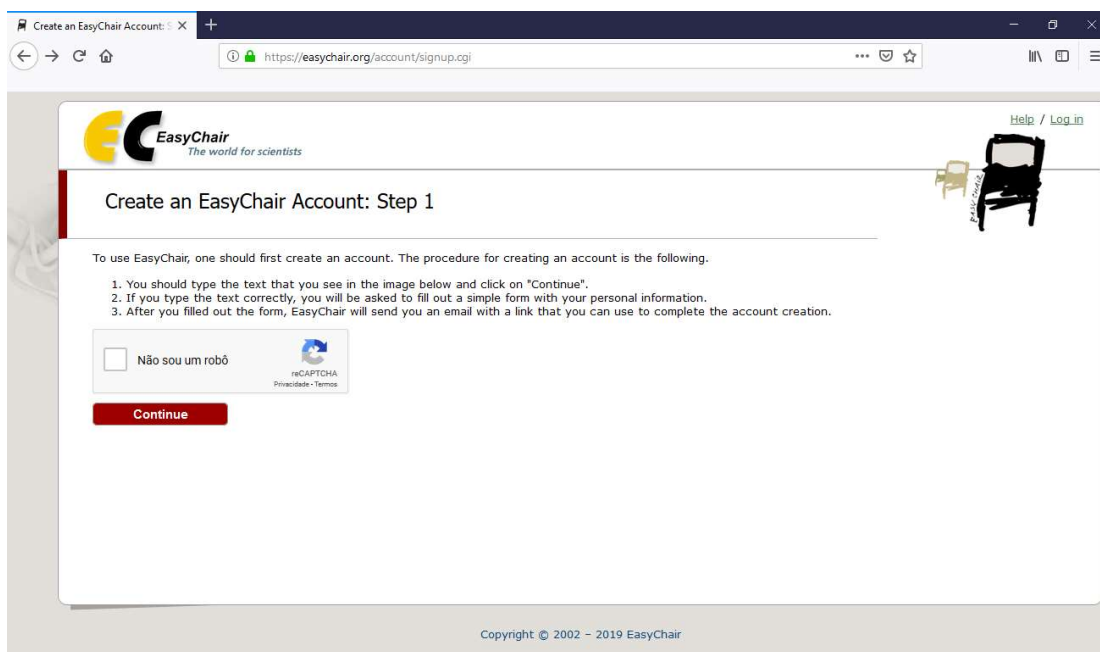 Create an EasyChair Account: S
https://easychair.org/account/signup.cgi
EC EasyChair
The world for scientists
Help / Log in
EASY CHAIR
Create an EasyChair Account: Step 1
To use EasyChair, one should first create an account. The procedure for creating an account is the following.
1. You should type the text that you see in the image below and click on "Continue".
2. If you type the text correctly, you will be asked to fill out a simple form with your personal information.
3. After you filled out the form, EasyChair will send you an email with a link that you can use to complete the account creation.
Não sou um robô
reCAPTCHA
Privacidade - Termos
Continue
Copyright © 2002 – 2019 EasyChair